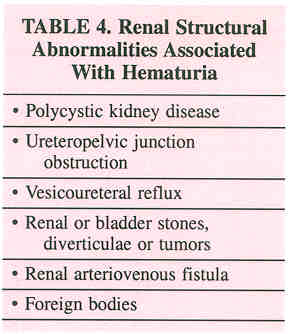 TABLE 4. Renal Structural
Abnormalities Associated
With Hematuria
• Polycystic kidney disease
• Ureteropelvic junction
obstruction
• Vesicoureteral reflux
• Renal or bladder stones,
diverticulae or tumors
• Renal arteriovenous fistula
• Foreign bodies